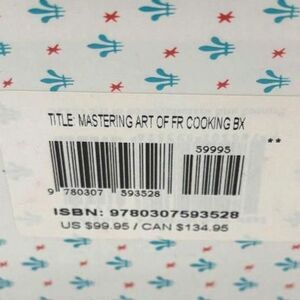 TITLE: MASTERING ART OF FR COOKING BX
59995
**
9 780307 593528
ISBN: 9780307593528
US $99.95 / CAN $134.95